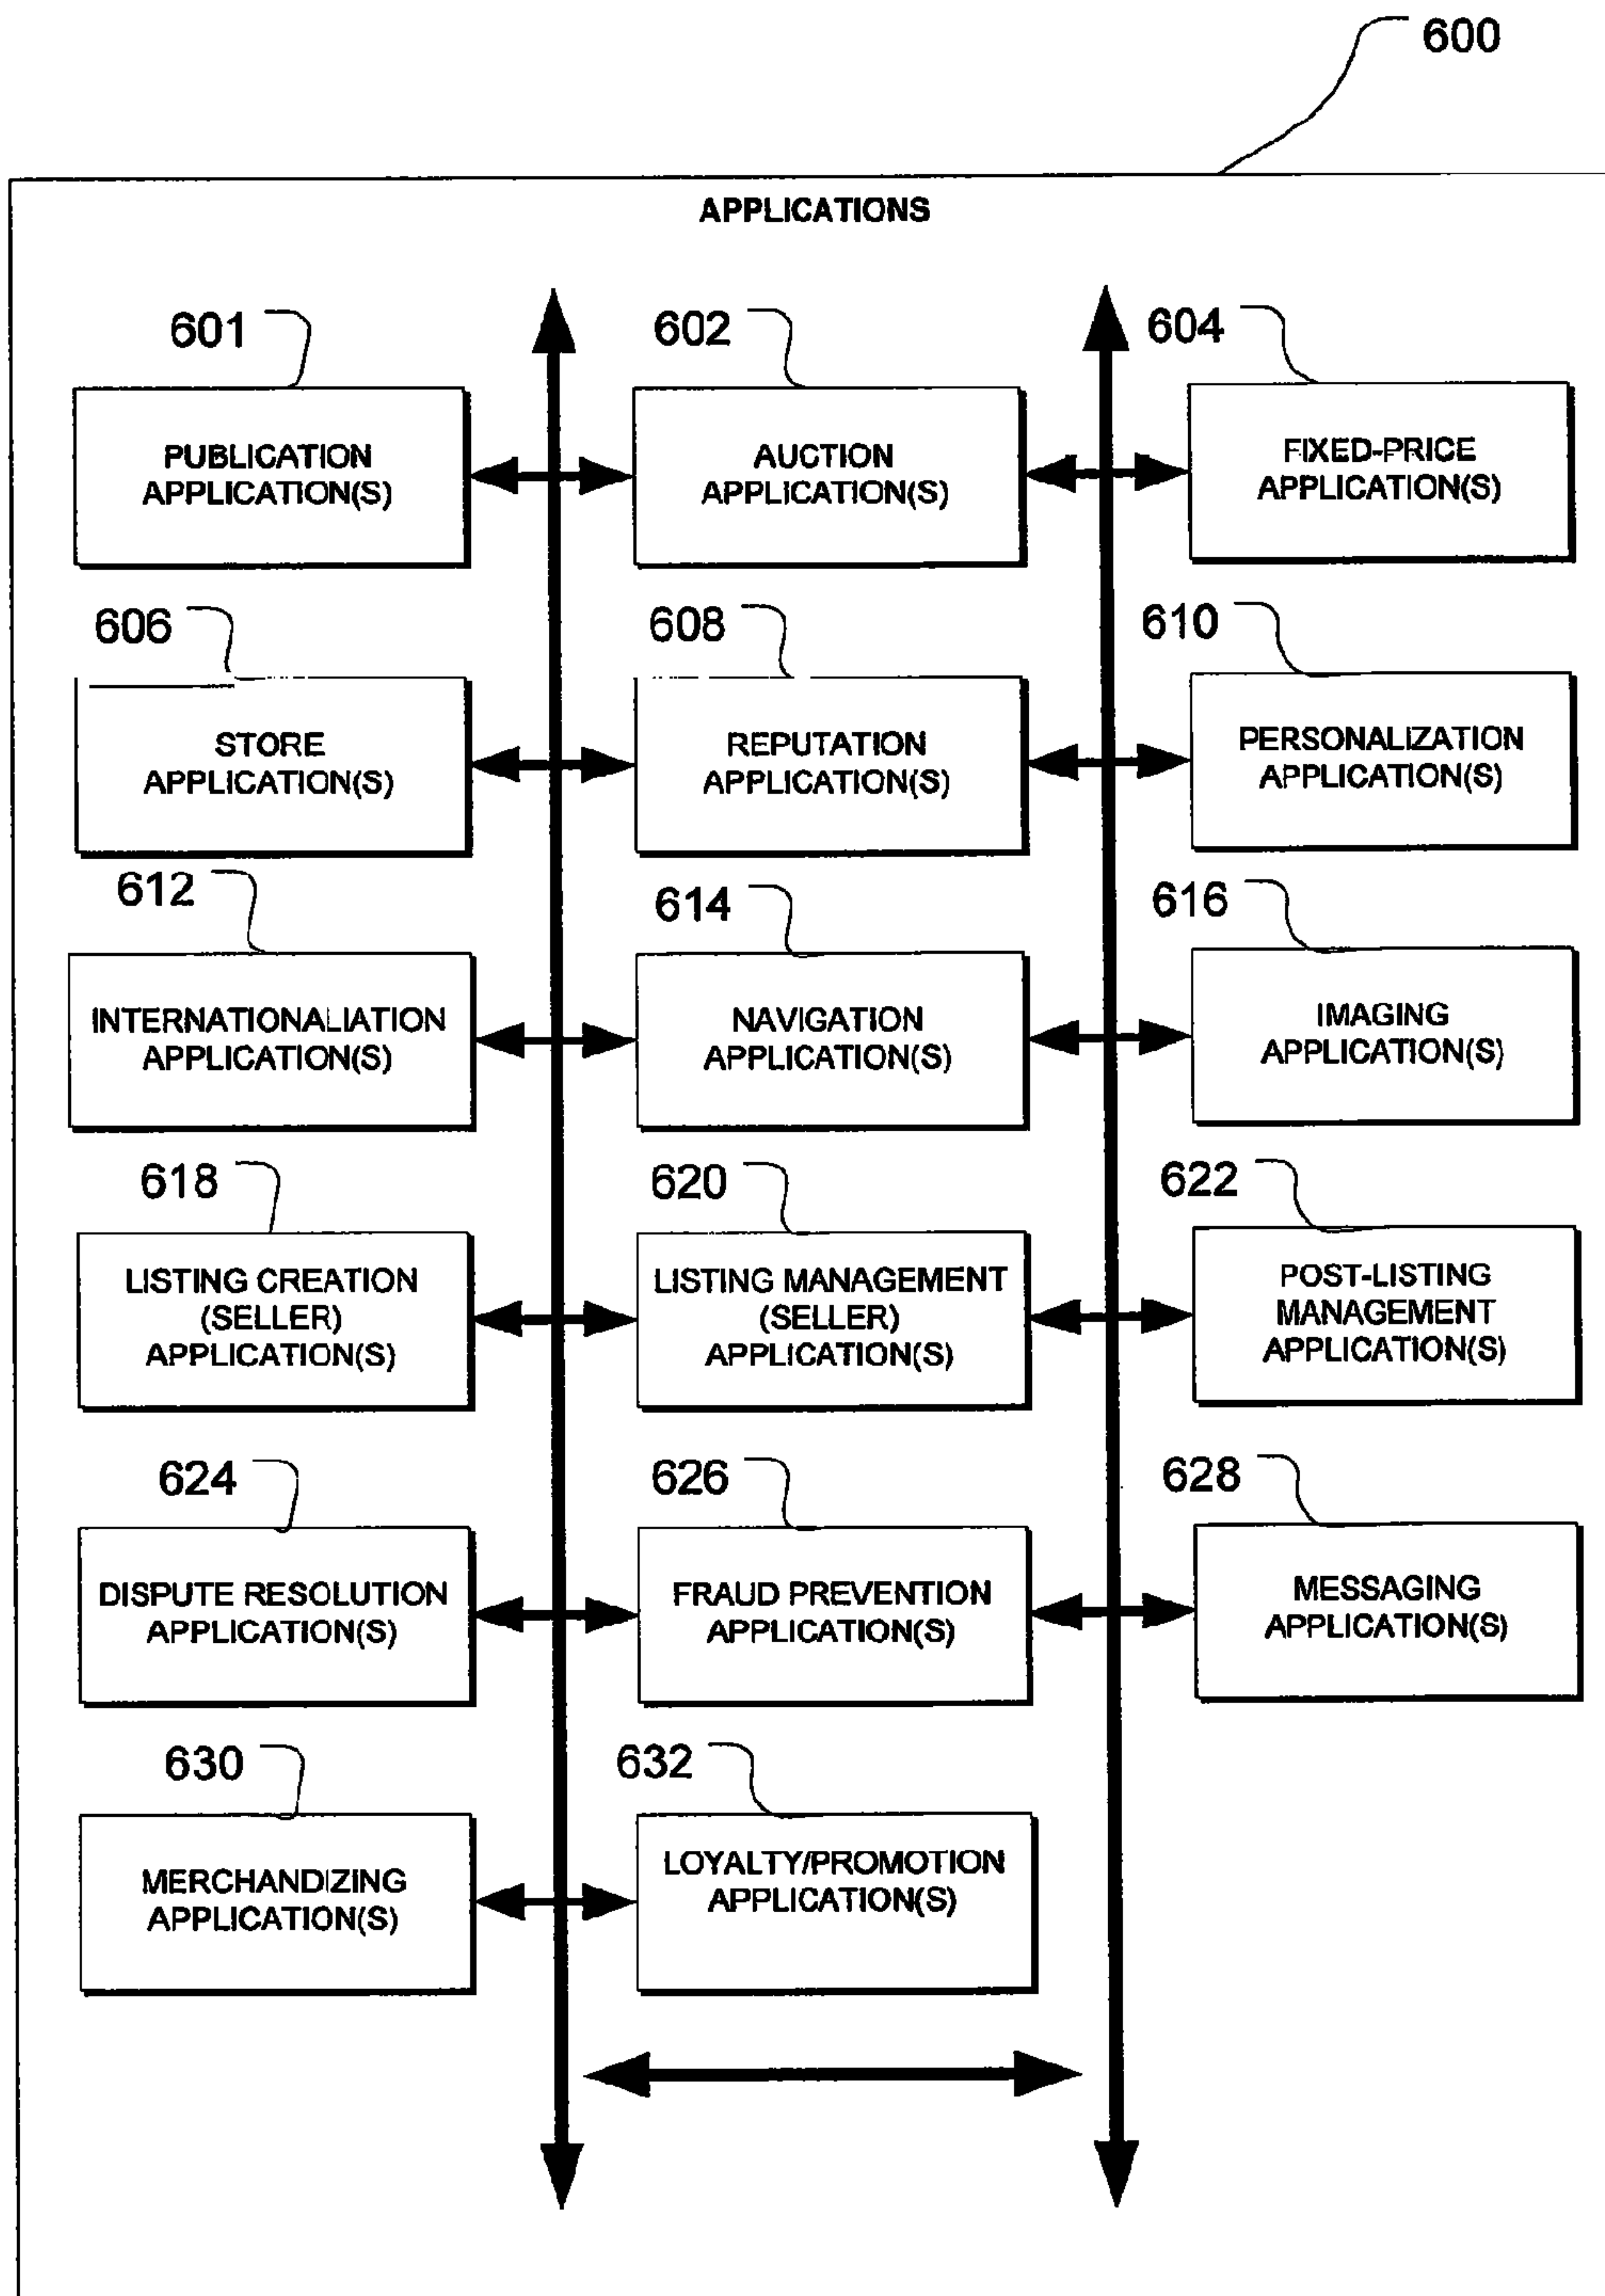 600
APPLICATIONS
601
602
604
PUBLICATION
APPLICATION(S)
AUCTION
APPLICATION(S)
FIXED-PRICE
APPLICATION(S)
606
608
610
STORE
APPLICATION(S)
REPUTATION
APPLICATION(S)
PERSONALIZATION
APPLICATION(S)
612
614
616
INTERNATIONALIATION
APPLICATION(S)
NAVIGATION
APPLICATION(S)
IMAGING
APPLICATION(S)
618
620
622
LISTING CREATION
(SELLER)
APPLICATION(S)
LISTING MANAGEMENT
(SELLER)
APPLICATION(S)
POST-LISTING
MANAGEMENT
APPLICATION(S)
624
626
628
DISPUTE RESOLUTION
APPLICATION(S)
FRAUD PREVENTION
APPLICATION(S)
MESSAGING
APPLICATION(S)
630
632
MERCHANDIZING
APPLICATION(S)
LOYALTY/PROMOTION
APPLICATION(S)